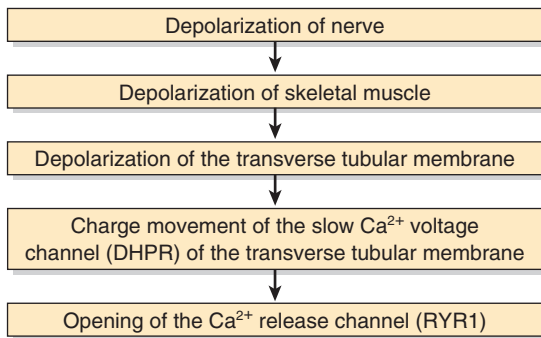 Depolarization of nerve
Depolarization of skeletal muscle
Depolarization of the transverse tubular membrane
Charge movement of the slow Ca²⁺ voltage
channel (DHPR) of the transverse tubular membrane
Opening of the Ca²⁺ release channel (RYR1)